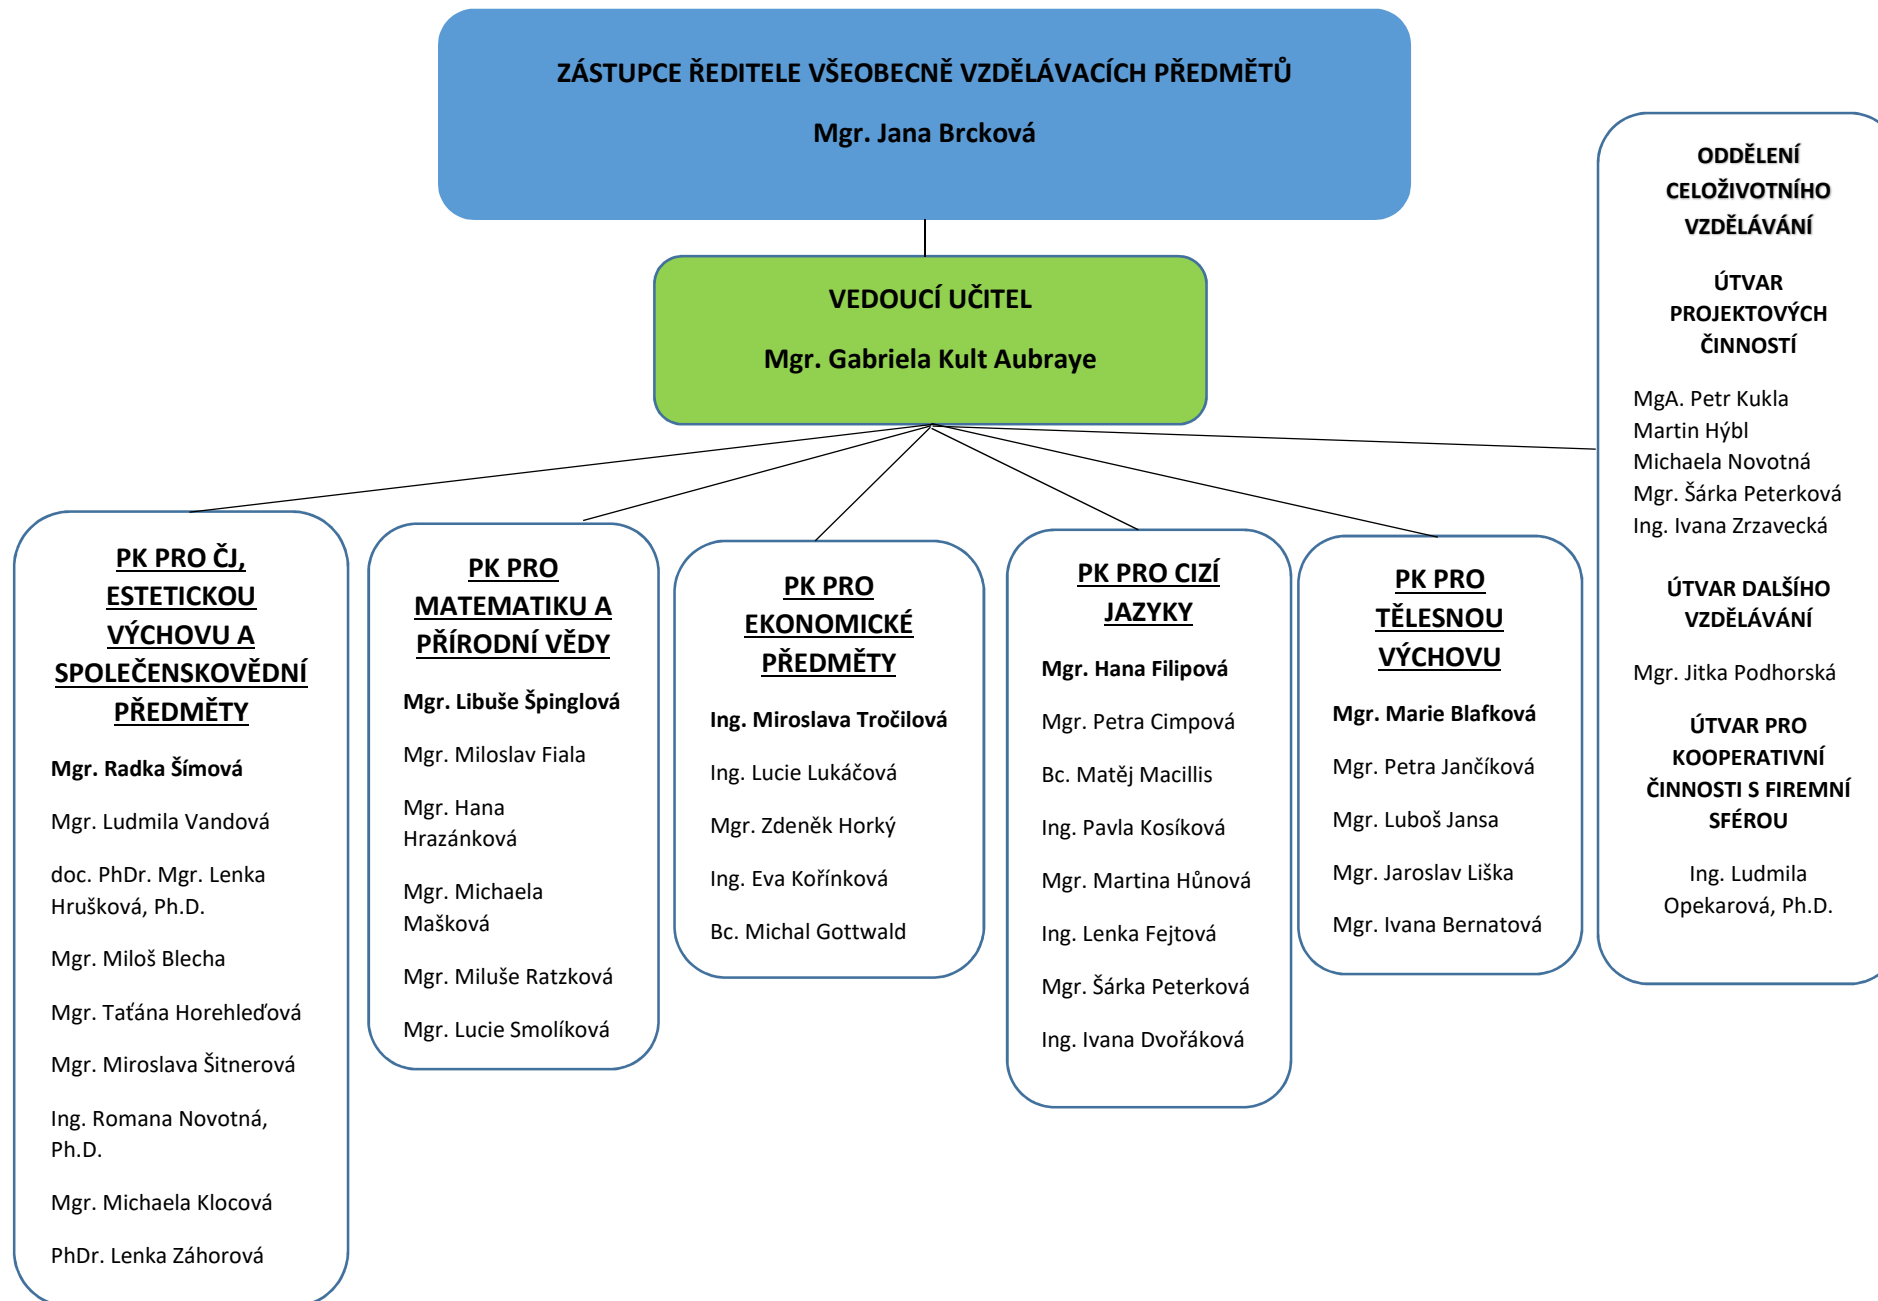 ZÁSTUPCE ŘEDITELE VŠEOBECNĚ VZDĚLÁVACÍCH PŘEDMĚTŮ
Mgr. Jana Brcková
VEDOUCÍ UČITEL
Mgr. Gabriela Kult Aubraye
PK PRO ČJ,
ESTETICKOU
VÝCHOVU A
SPOLEČENSKOVĚDNÍ
PŘEDMĚTY
Mgr. Radka Šímová
Mgr. Ludmila Vandová
doc. PhDr. Mgr. Lenka
Hrušková, Ph.D.
Mgr. Miloš Blecha
Mgr. Taťána Horehleďová
Mgr. Miroslava Šitnerová
Ing. Romana Novotná,
Ph.D.
Mgr. Michaela Klocová
PhDr. Lenka Záhorová
PK PRO
MATEMATIKU A
PŘÍRODNÍ VĚDY
Mgr. Libuše Špinglová
Mgr. Miloslav Fiala
Mgr. Hana
Hrazánková
Mgr. Michaela
Mašková
Mgr. Miluše Ratzková
Mgr. Lucie Smolíková
PK PRO
EKONOMICKÉ
PŘEDMĚTY
Ing. Miroslava Tročilová
Ing. Lucie Lukáčová
Mgr. Zdeněk Horký
Ing. Eva Kořínková
Bc. Michal Gottwald
PK PRO CIZÍ
JAZYKY
Mgr. Hana Filipová
Mgr. Petra Cimpová
Bc. Matěj Macillis
Ing. Pavla Kosíková
Mgr. Martina Hůnová
Ing. Lenka Fejtová
Mgr. Šárka Peterková
Ing. Ivana Dvořáková
PK PRO
TĚLESNOU
VÝCHOVU
Mgr. Marie Blafková
Mgr. Petra Jančíková
Mgr. Luboš Jansa
Mgr. Jaroslav Liška
Mgr. Ivana Bernatová
ODDĚLENÍ
CELOŽIVOTNÍHO
VZDĚLÁVÁNÍ
ÚTVAR
PROJEKTOVÝCH
ČINNOSTÍ
MgA. Petr Kukla
Martin Hýbl
Michaela Novotná
Mgr. Šárka Peterková
Ing. Ivana Zrzavecká
ÚTVAR DALŠÍHO
VZDĚLÁVÁNÍ
Mgr. Jitka Podhorská
ÚTVAR PRO
KOOPERATIVNÍ
ČINNOSTI S FIREMNÍ
SFÉROU
Ing. Ludmila
Opekarová, Ph.D.